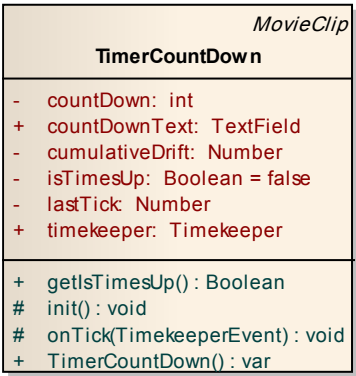 MovieClip
TimerCountDown
- countDown: int
+ countDownText: TextField
- cumulativeDrift: Number
- isTimesUp: Boolean = false
- lastTick: Number
+ timekeeper: Timekeeper
+ getIsTimesUp() : Boolean
# init() : void
# onTick(TimekeeperEvent) : void
+ TimerCountDown() : var